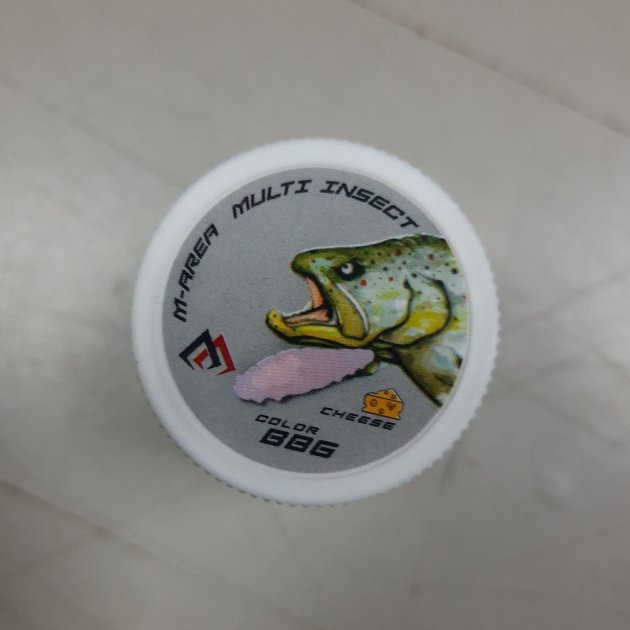 M-AREA MULTI INSECT
CHEESE
COLOR
BBG